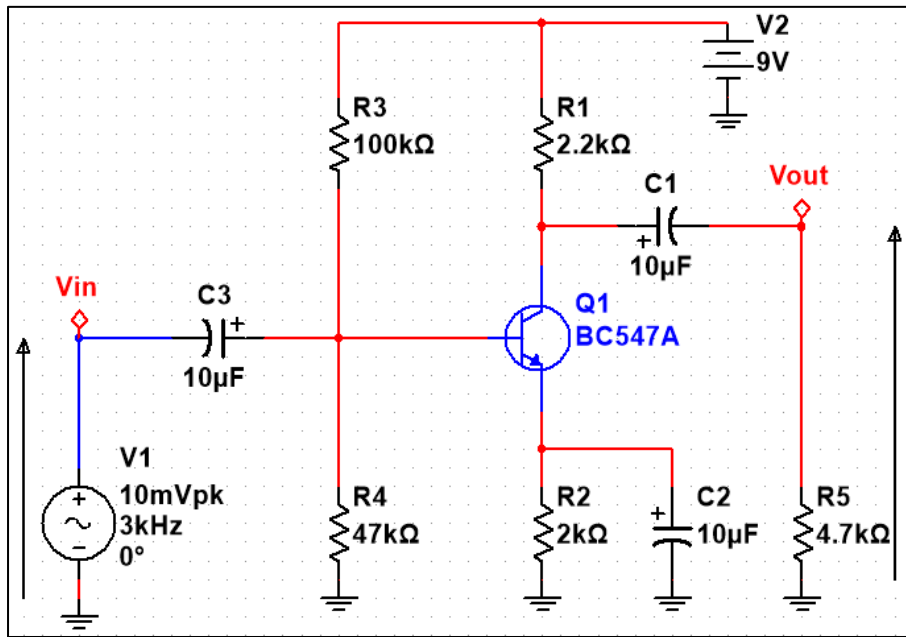 V2
9V
R3
100kΩ
R1
2.2kΩ
C1
10µF
Vout
Vin
C3
10µF
Q1
BC547A
V1
10mVpk
3kHz
0°
R4
47kΩ
R2
2kΩ
C2
10µF
R5
4.7kΩ